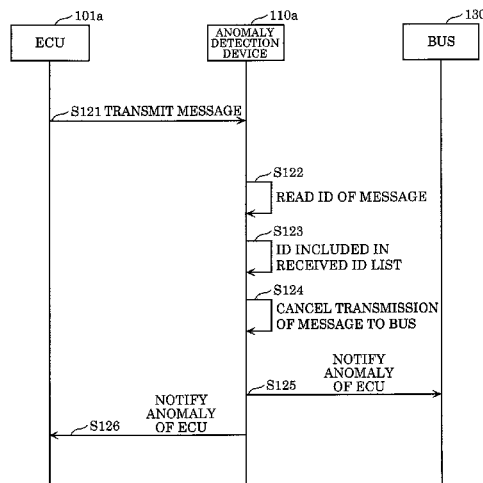 101a
110a
130
ECU
ANOMALY
DETECTION
DEVICE
BUS
S121 TRANSMIT MESSAGE
S122
READ ID OF MESSAGE
S123
ID INCLUDED IN
RECEIVED ID LIST
S124
CANCEL TRANSMISSION
OF MESSAGE TO BUS
NOTIFY
ANOMALY
OF ECU
S125
NOTIFY
ANOMALY
OF ECU
S126